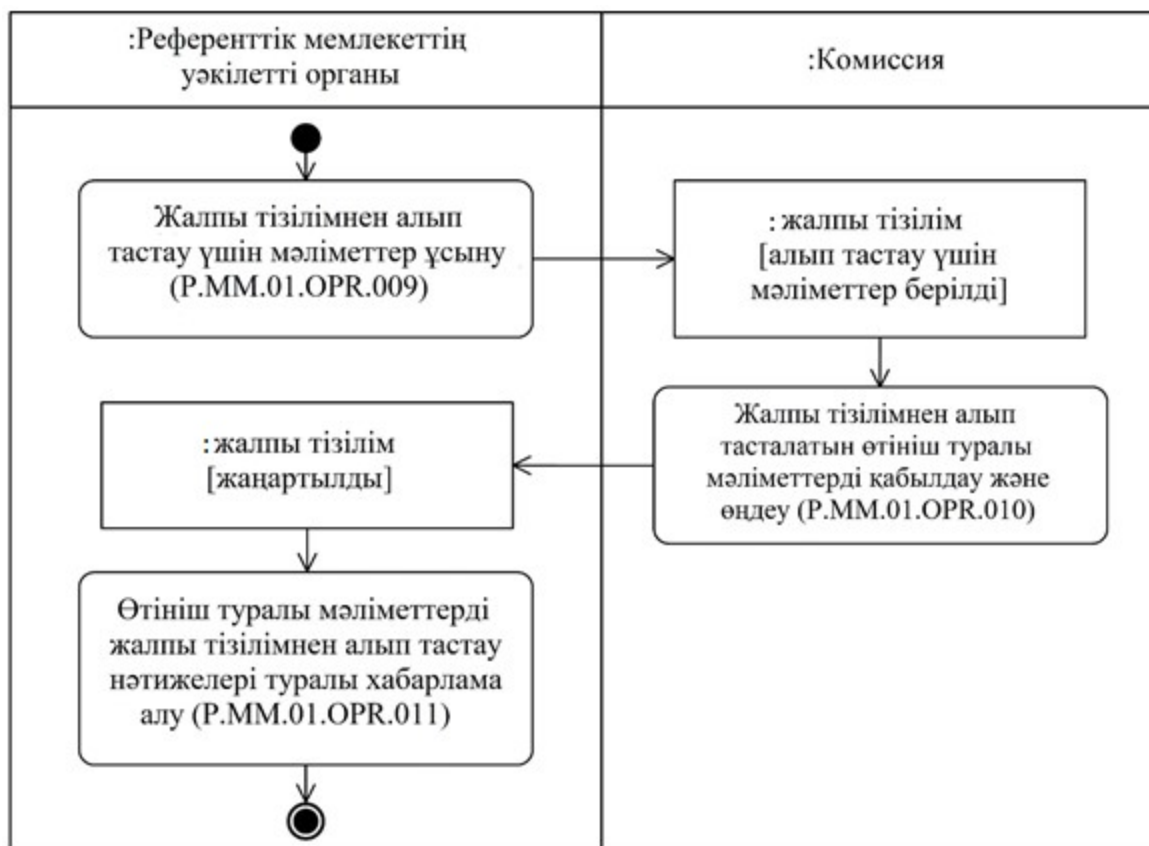 :Референттік мемлекеттің
уәкілетті органы
:Комиссия
Жалпы тізілімнен алып
тастау үшін мәліметтер ұсыну
(P.MM.01.OPR.009)
: жалпы тізілім
[алып тастау үшін
мәліметтер берілді]
Жалпы тізілімнен алып
тасталатын өтініш туралы
мәліметтерді қабылдау және
өңдеу (P.MM.01.OPR.010)
:жалпы тізілім
[жаңартылды]
Өтініш туралы мәліметтерді
жалпы тізілімнен алып тастау
нәтижелері туралы хабарлама
алу (P.MM.01.OPR.011)